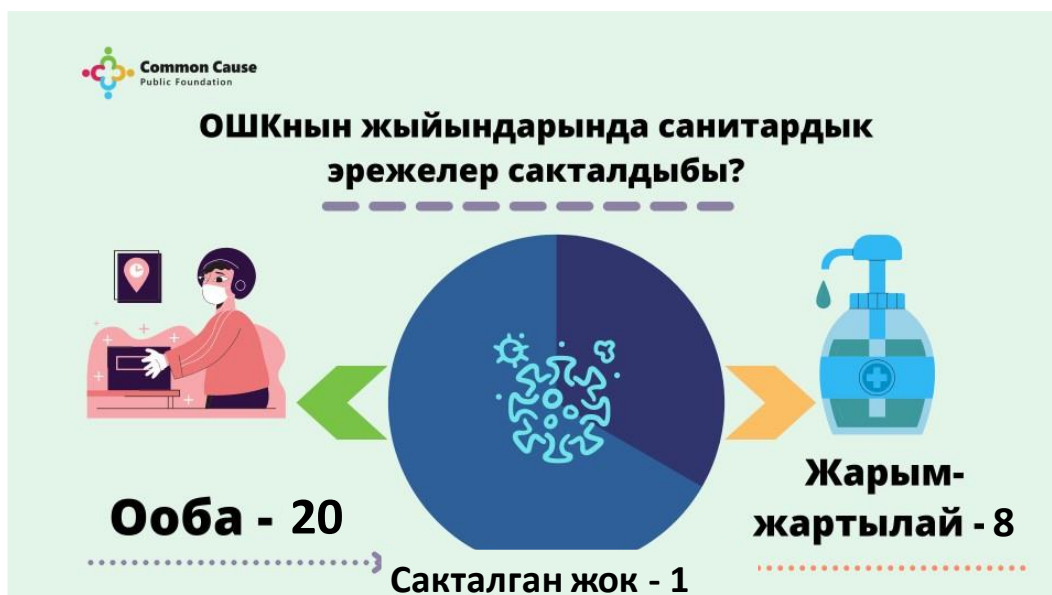 Common Cause
Public Foundation
ОШКнын жыйындарында санитардык
эрежелер сакталдыбы?
Ооба - 20
Жарым-
жартылай - 8
Сакталган жок - 1